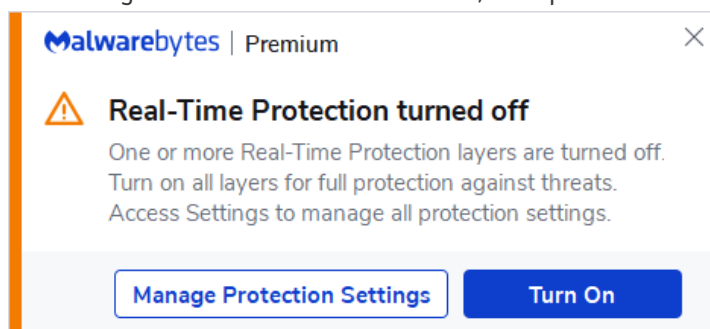 Malwarebytes | Premium
Real-Time Protection turned off
One or more Real-Time Protection layers are turned off.
Turn on all layers for full protection against threats.
Access Settings to manage all protection settings.
Manage Protection Settings
Turn On